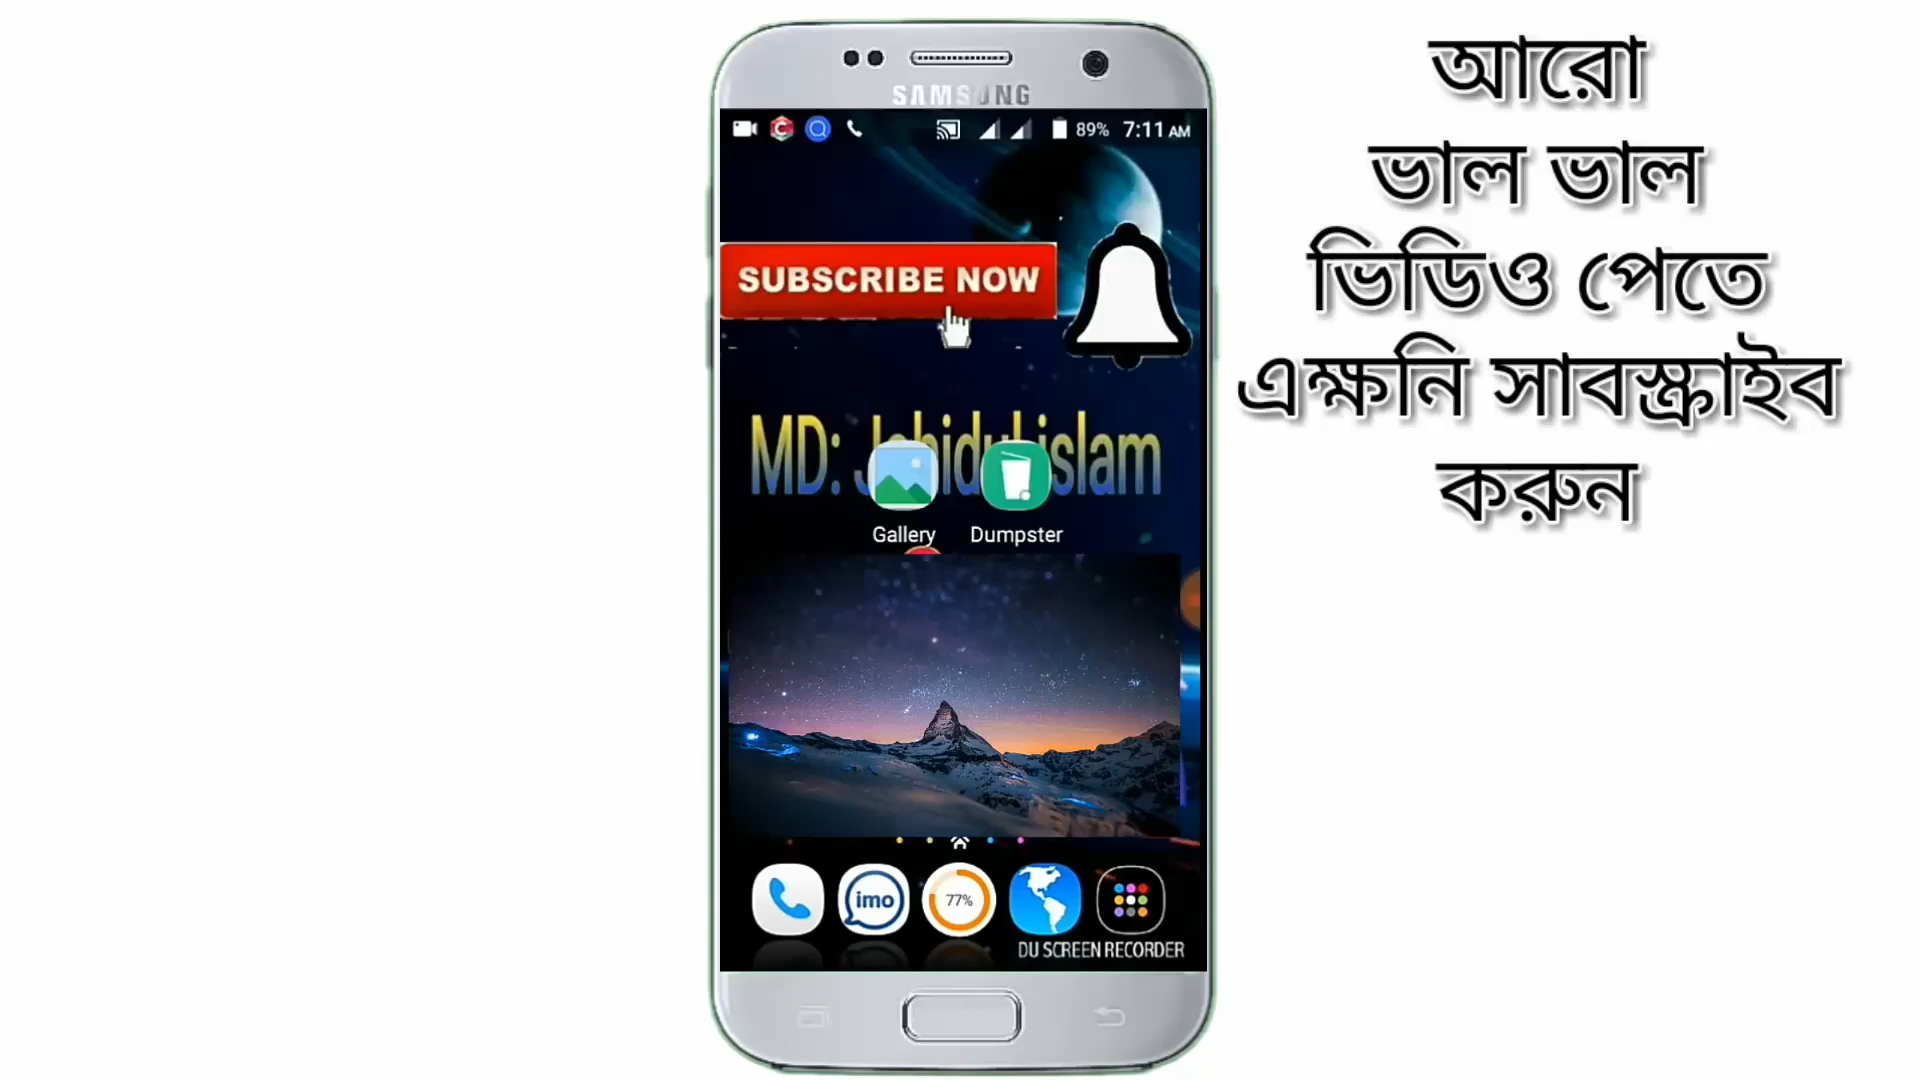 SAMSUNG
89% 7:11 AM
SUBSCRIBE NOW
MD: Jahidul islam
Gallery Dumpster
imo 77%
DU SCREEN RECORDER
আরো
ভাল ভাল
ভিডিও পেতে
এক্ষনি সাবস্ক্রাইব
করুন